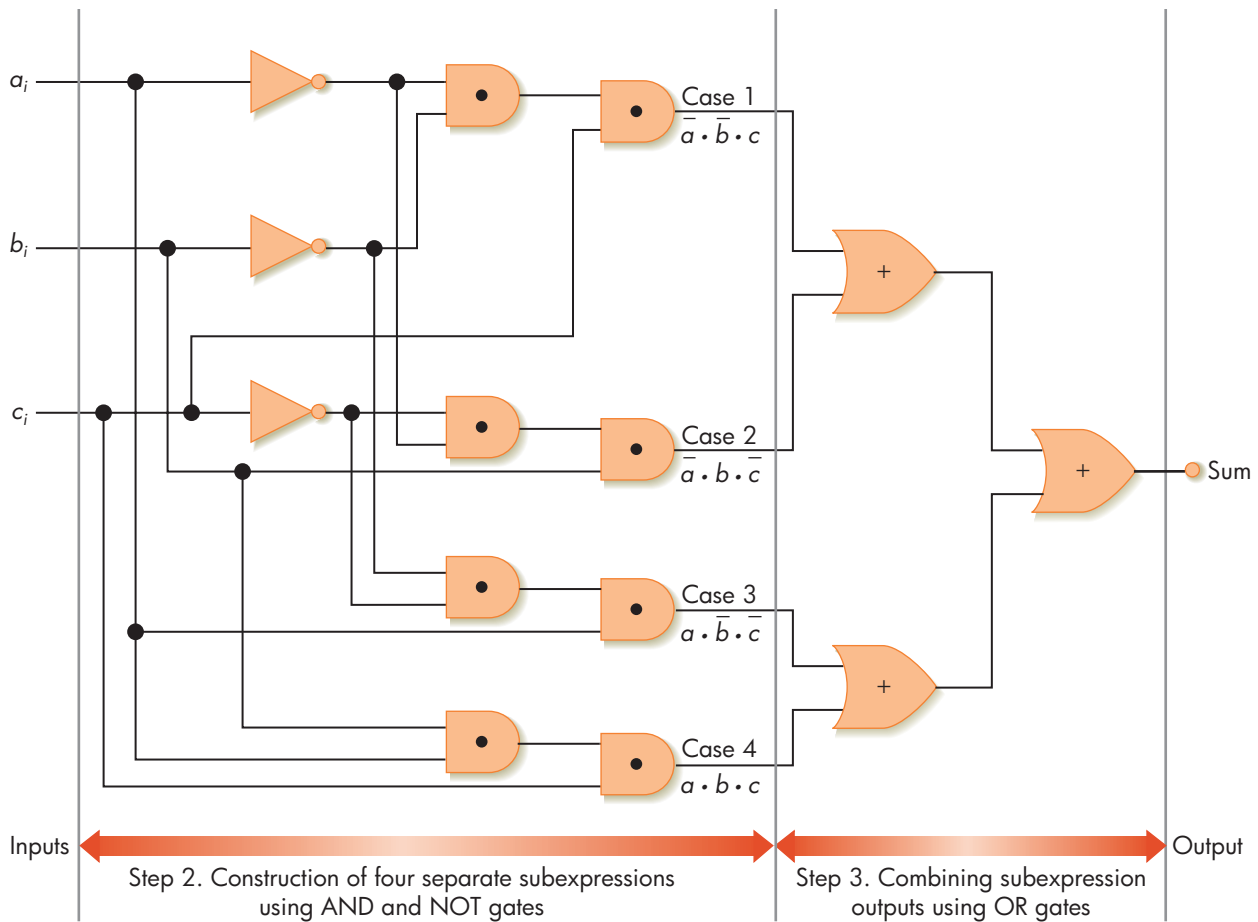 aᵢ
Case 1
a̅ • b̅ • c
bᵢ
+
cᵢ
Case 2
a̅ • b • c̅
+
Sum
Case 3
a • b̅ • c̅
+
Case 4
a • b • c
Inputs
Output
Step 2. Construction of four separate subexpressions
using AND and NOT gates
Step 3. Combining subexpression
outputs using OR gates